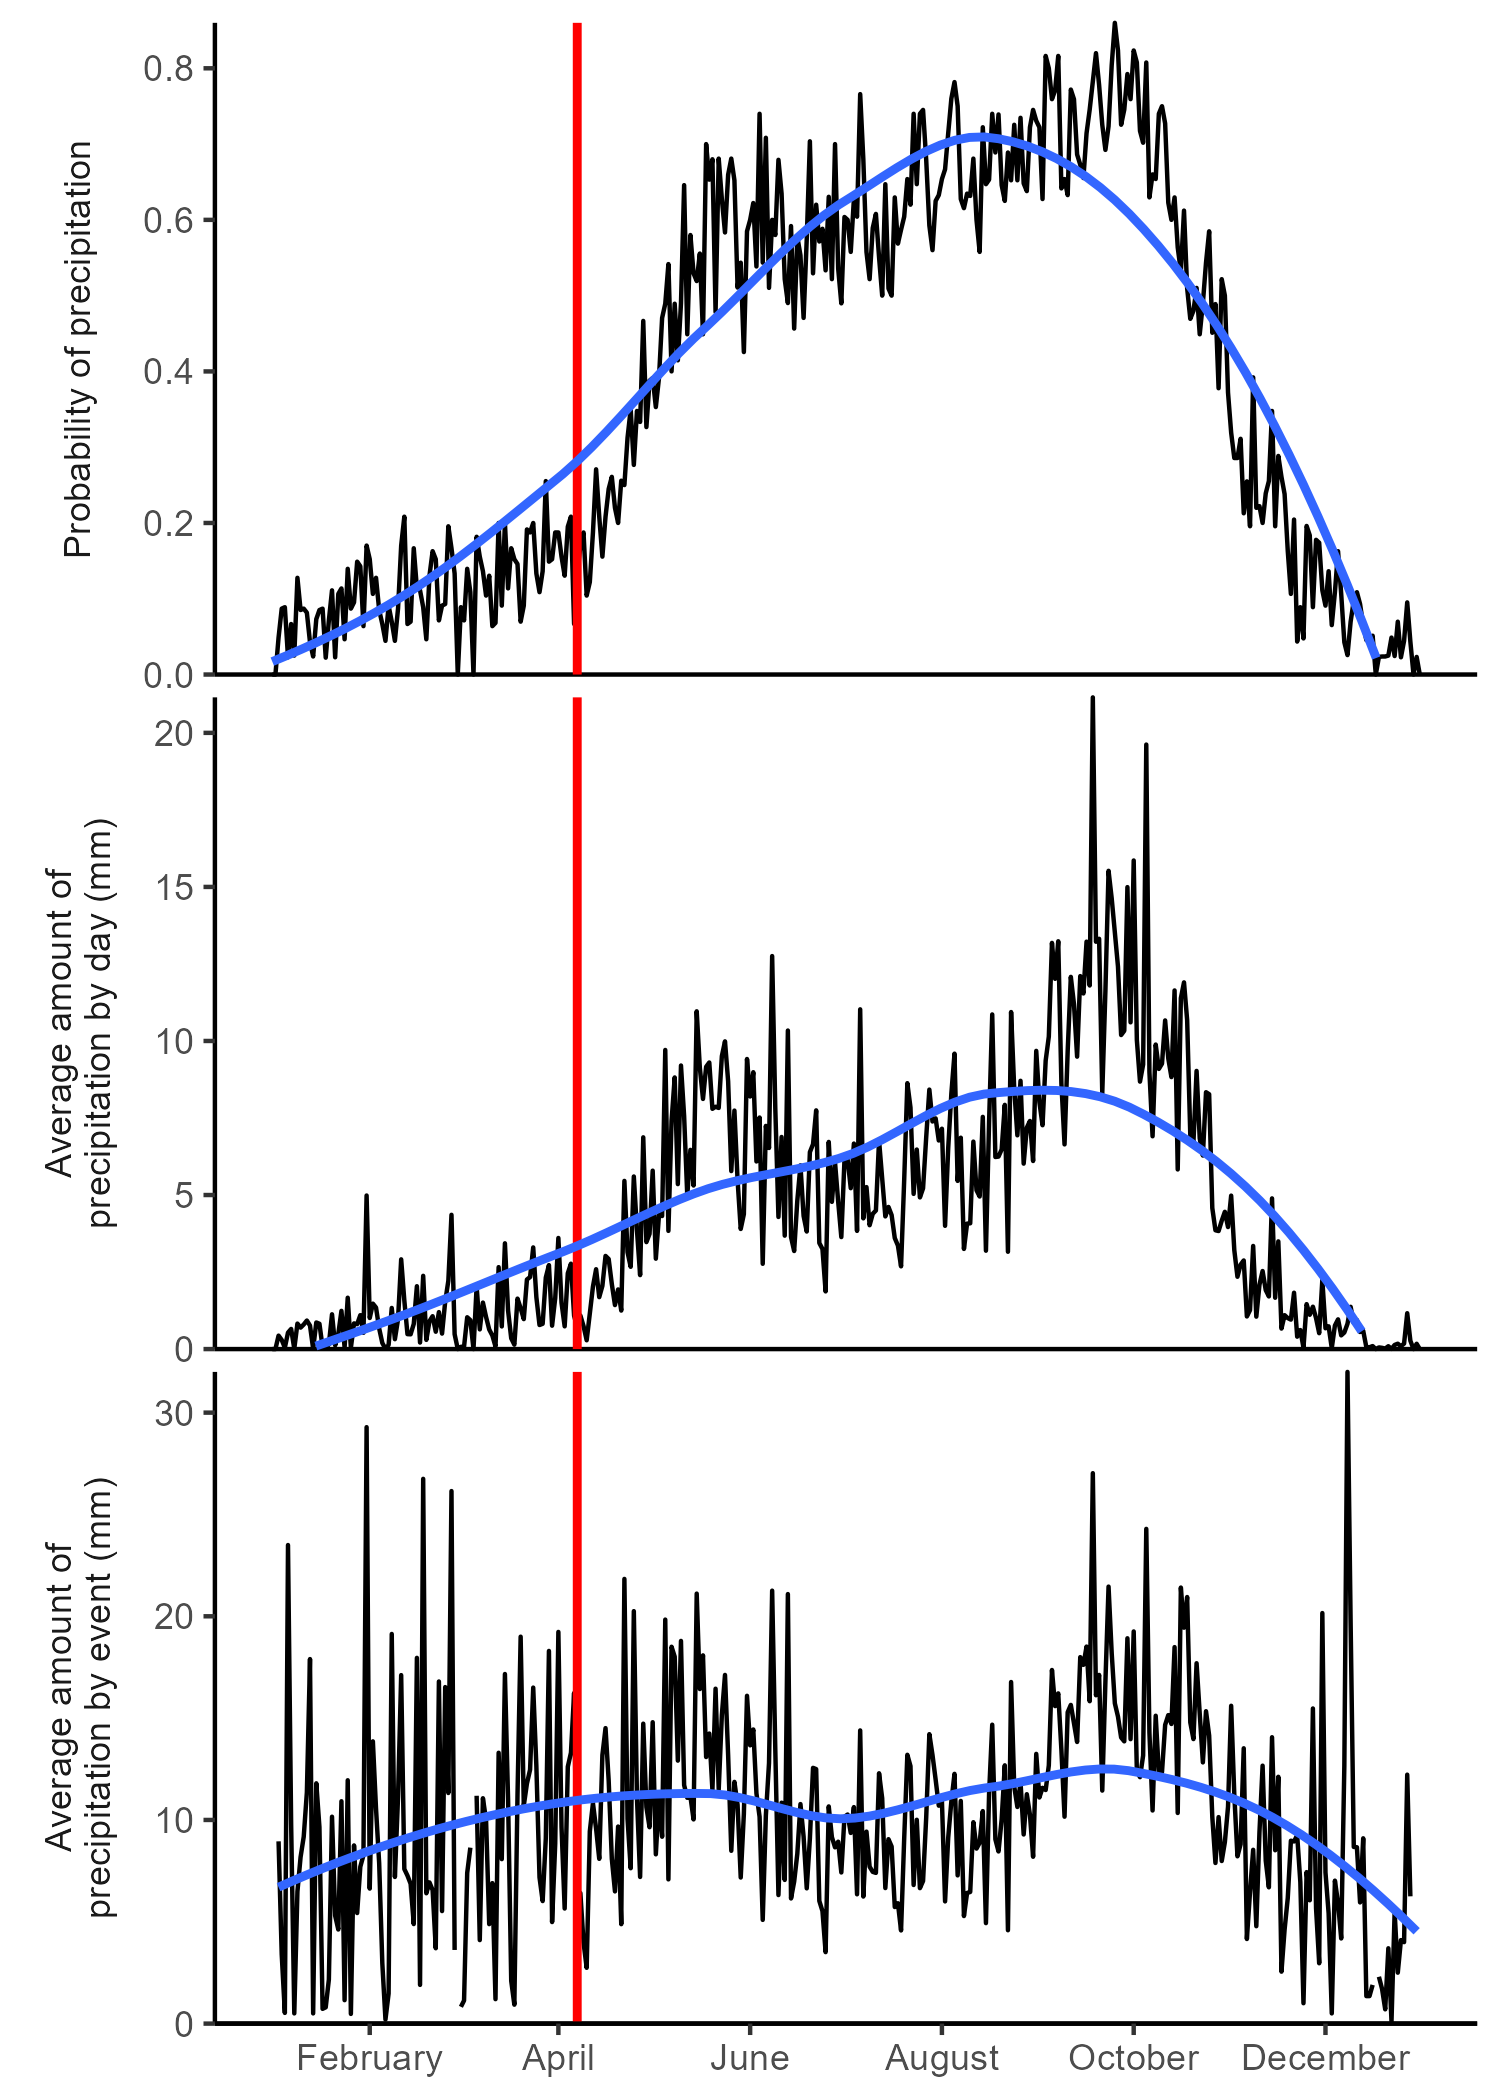 Probability of precipitation
0.8
0.6
0.4
0.2
0.0
Average amount of
precipitation by day (mm)
20
15
10
5
0
Average amount of
precipitation by event (mm)
30
20
10
0
February April June August October December